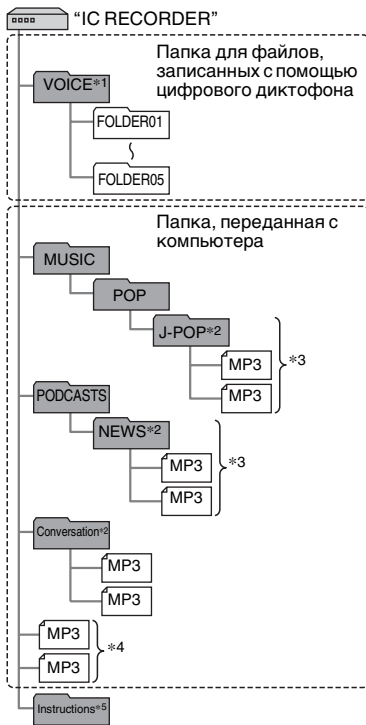 “IC RECORDER”
Папка для файлов,
записанных с помощью
цифрового диктофона
VOICE*1
FOLDER01
FOLDER05
Папка, переданная с
компьютера
MUSIC
POP
J-POP*2
MP3
*3
MP3
PODCASTS
NEWS*2
MP3
*3
MP3
Conversation*2
MP3
MP3
MP3
*4
MP3
Instructions*5